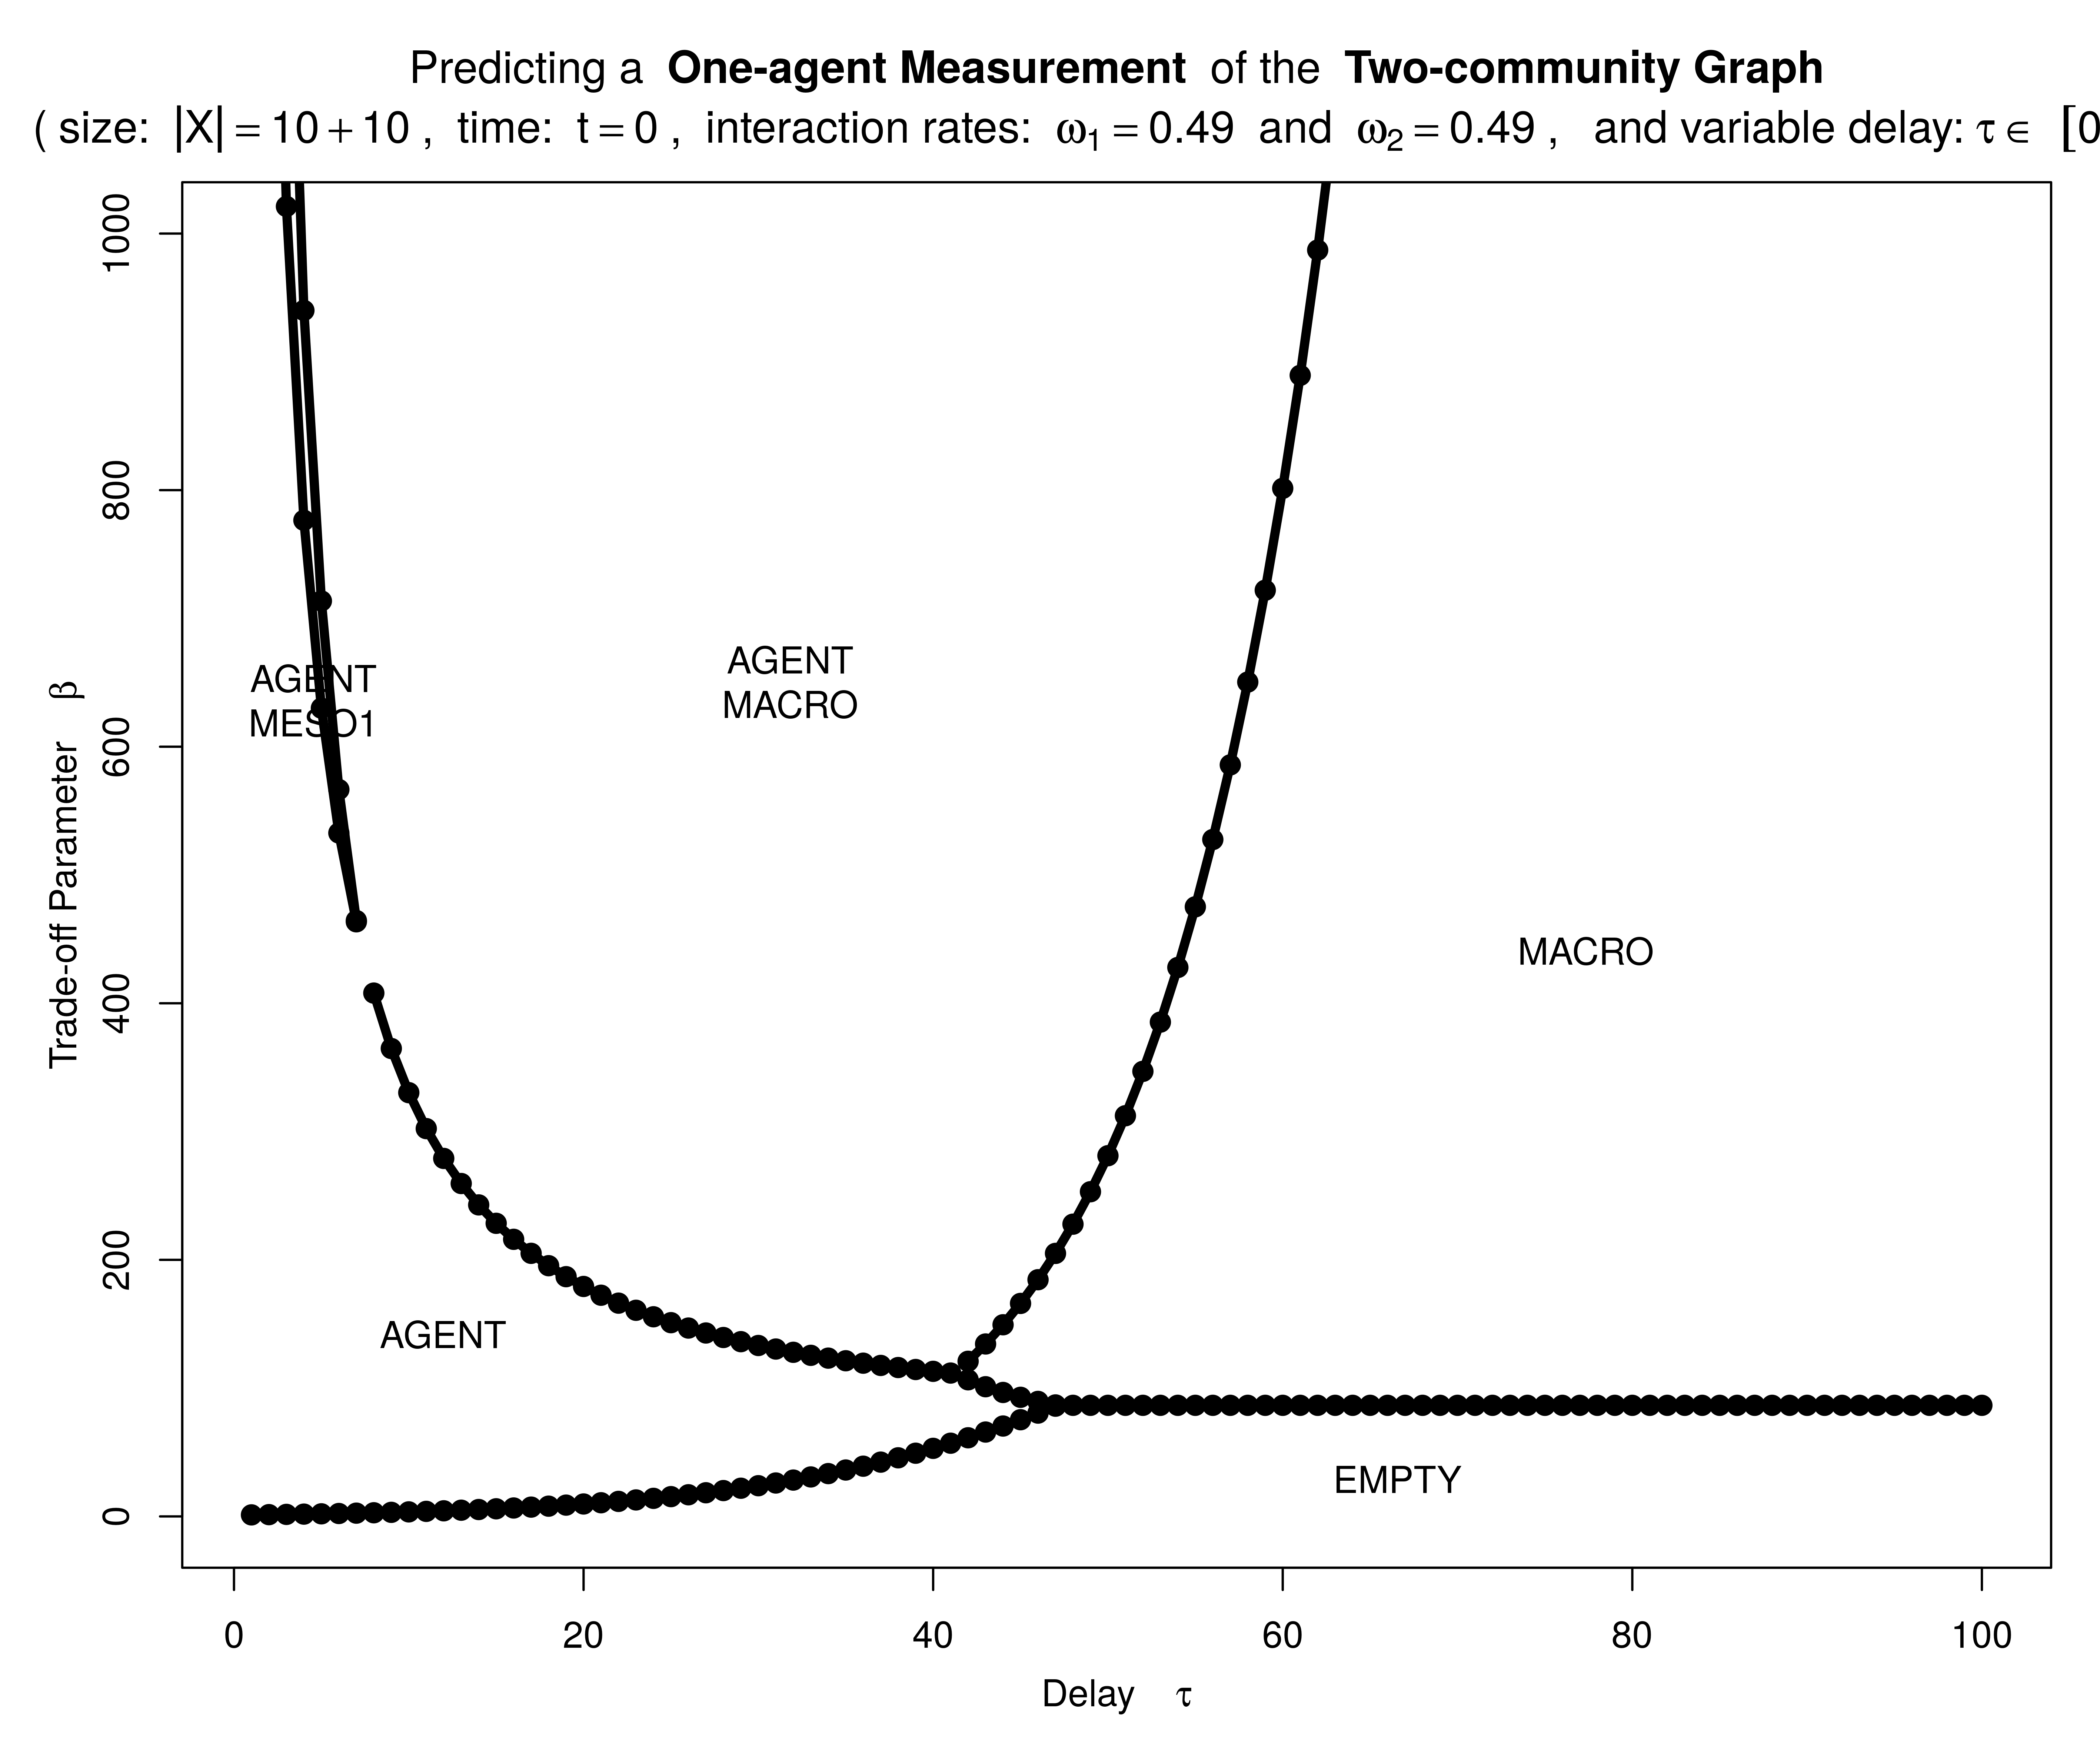 Predicting a One-agent Measurement of the Two-community Graph
( size: |X| = 10 + 10 , time: t = 0 , interaction rates: ω1 = 0.49 and ω2 = 0.49 , and variable delay: τ ∈ [0
1000
800
600
400
200
0
Trade-off Parameter β
AGENT
MESO1
AGENT
MACRO
MACRO
AGENT
EMPTY
0 20 40 60 80 100
Delay τ